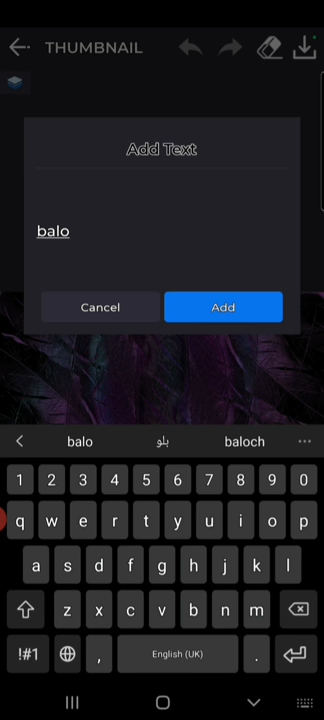 THUMBNAIL
Add Text
balo
Cancel Add
balo بلو baloch
1 2 3 4 5 6 7 8 9 0
q w e r t y u i o p
a s d f g h j k l
z x c v b n m
!#1 , English (UK) .